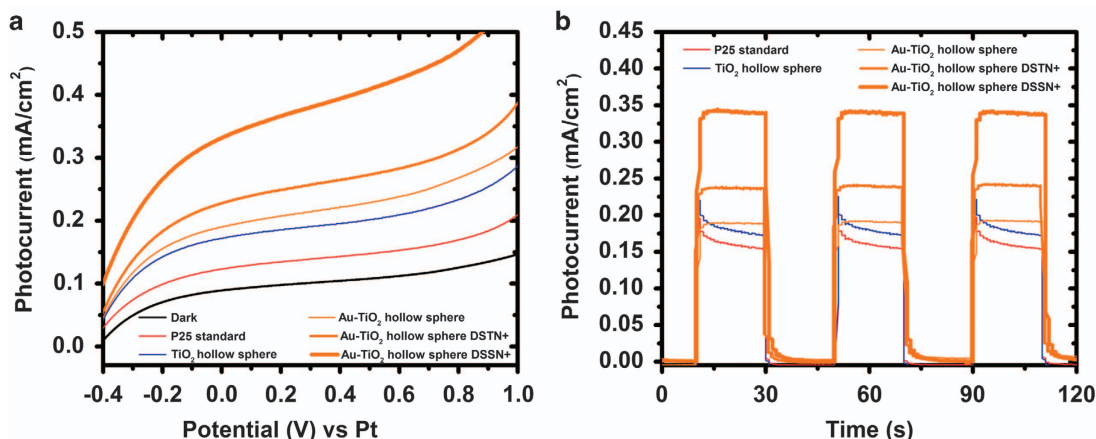 a
Photocurrent (mA/cm²)
0.5
0.4
0.3
0.2
0.1
0.0
Dark
P25 standard
TiO₂ hollow sphere
Au-TiO₂ hollow sphere
Au-TiO₂ hollow sphere DSTN+
Au-TiO₂ hollow sphere DSSN+
-0.4 -0.2 0.0 0.2 0.4 0.6 0.8 1.0
Potential (V) vs Pt
b
Photocurrent (mA/cm²)
0.45
0.40
0.35
0.30
0.25
0.20
0.15
0.10
0.05
0.00
P25 standard
TiO₂ hollow sphere
Au-TiO₂ hollow sphere
Au-TiO₂ hollow sphere DSTN+
Au-TiO₂ hollow sphere DSSN+
0 30 60 90 120
Time (s)